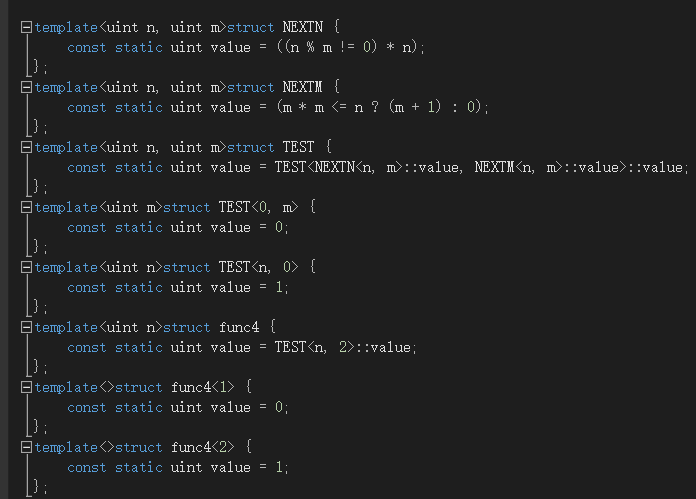 template<uint n, uint m>struct NEXTN {
    const static uint value = ((n % m != 0) * n);
};
template<uint n, uint m>struct NEXTM {
    const static uint value = (m * m <= n ? (m + 1) : 0);
};
template<uint n, uint m>struct TEST {
    const static uint value = TEST<NEXTN<n, m>::value, NEXTM<n, m>::value>::value;
};
template<uint m>struct TEST<0, m> {
    const static uint value = 0;
};
template<uint n>struct TEST<n, 0> {
    const static uint value = 1;
};
template<uint n>struct func4 {
    const static uint value = TEST<n, 2>::value;
};
template<>struct func4<1> {
    const static uint value = 0;
};
template<>struct func4<2> {
    const static uint value = 1;
};